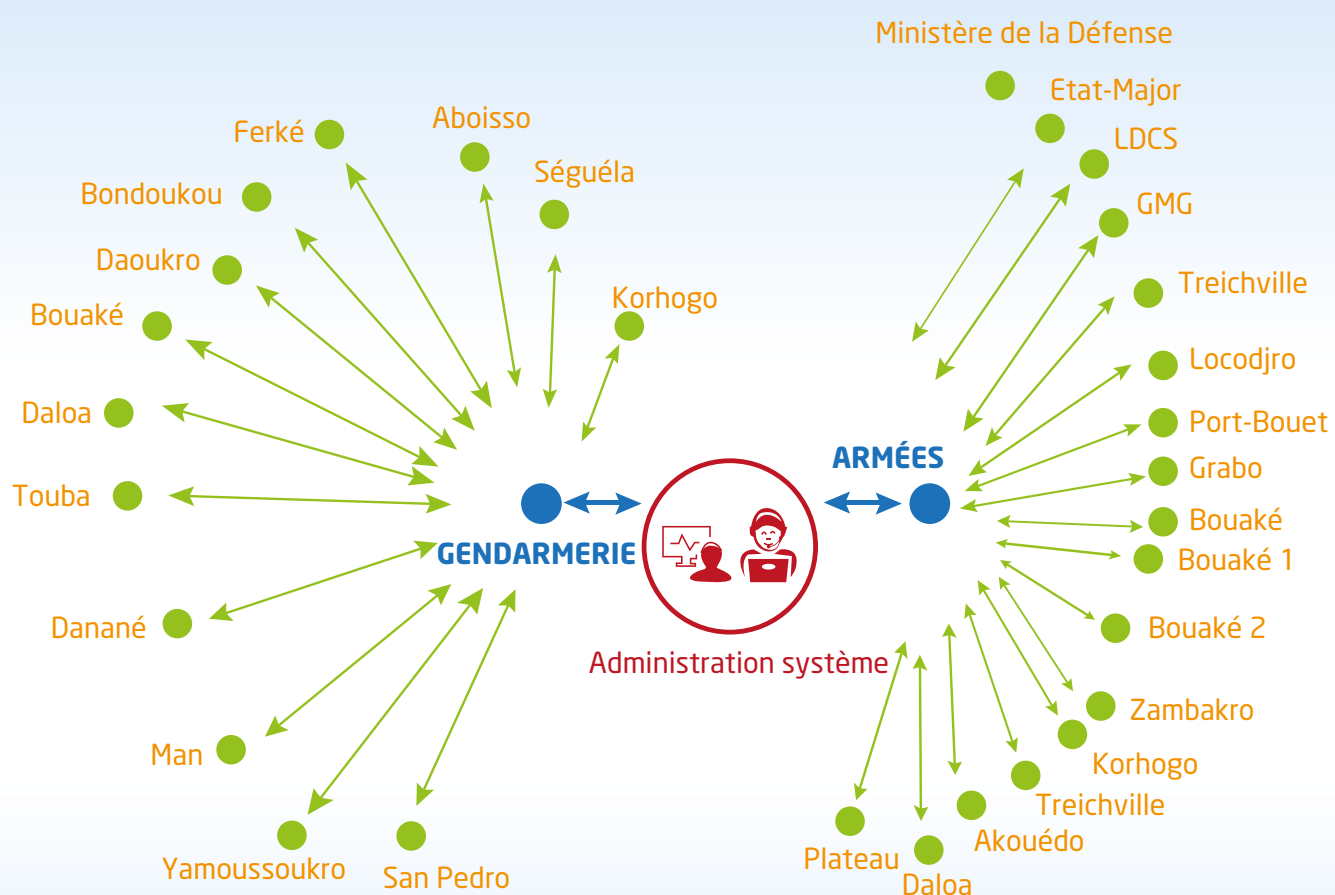 Ministère de la Défense
Etat-Major
LDCS
GMG
Treichville
Locodjro
Port-Bouet
Grabo
Bouaké
Bouaké 1
Bouaké 2
Zambakro
Korhogo
Treichville
Akouédo
Daloa
Plateau
ARMÉES
Aboisso
Ferké
Séguéla
Bondoukou
Daoukro
Korhogo
Bouaké
Daloa
Touba
GENDARMERIE
Danané
Administration système
Man
Yamoussoukro
San Pedro